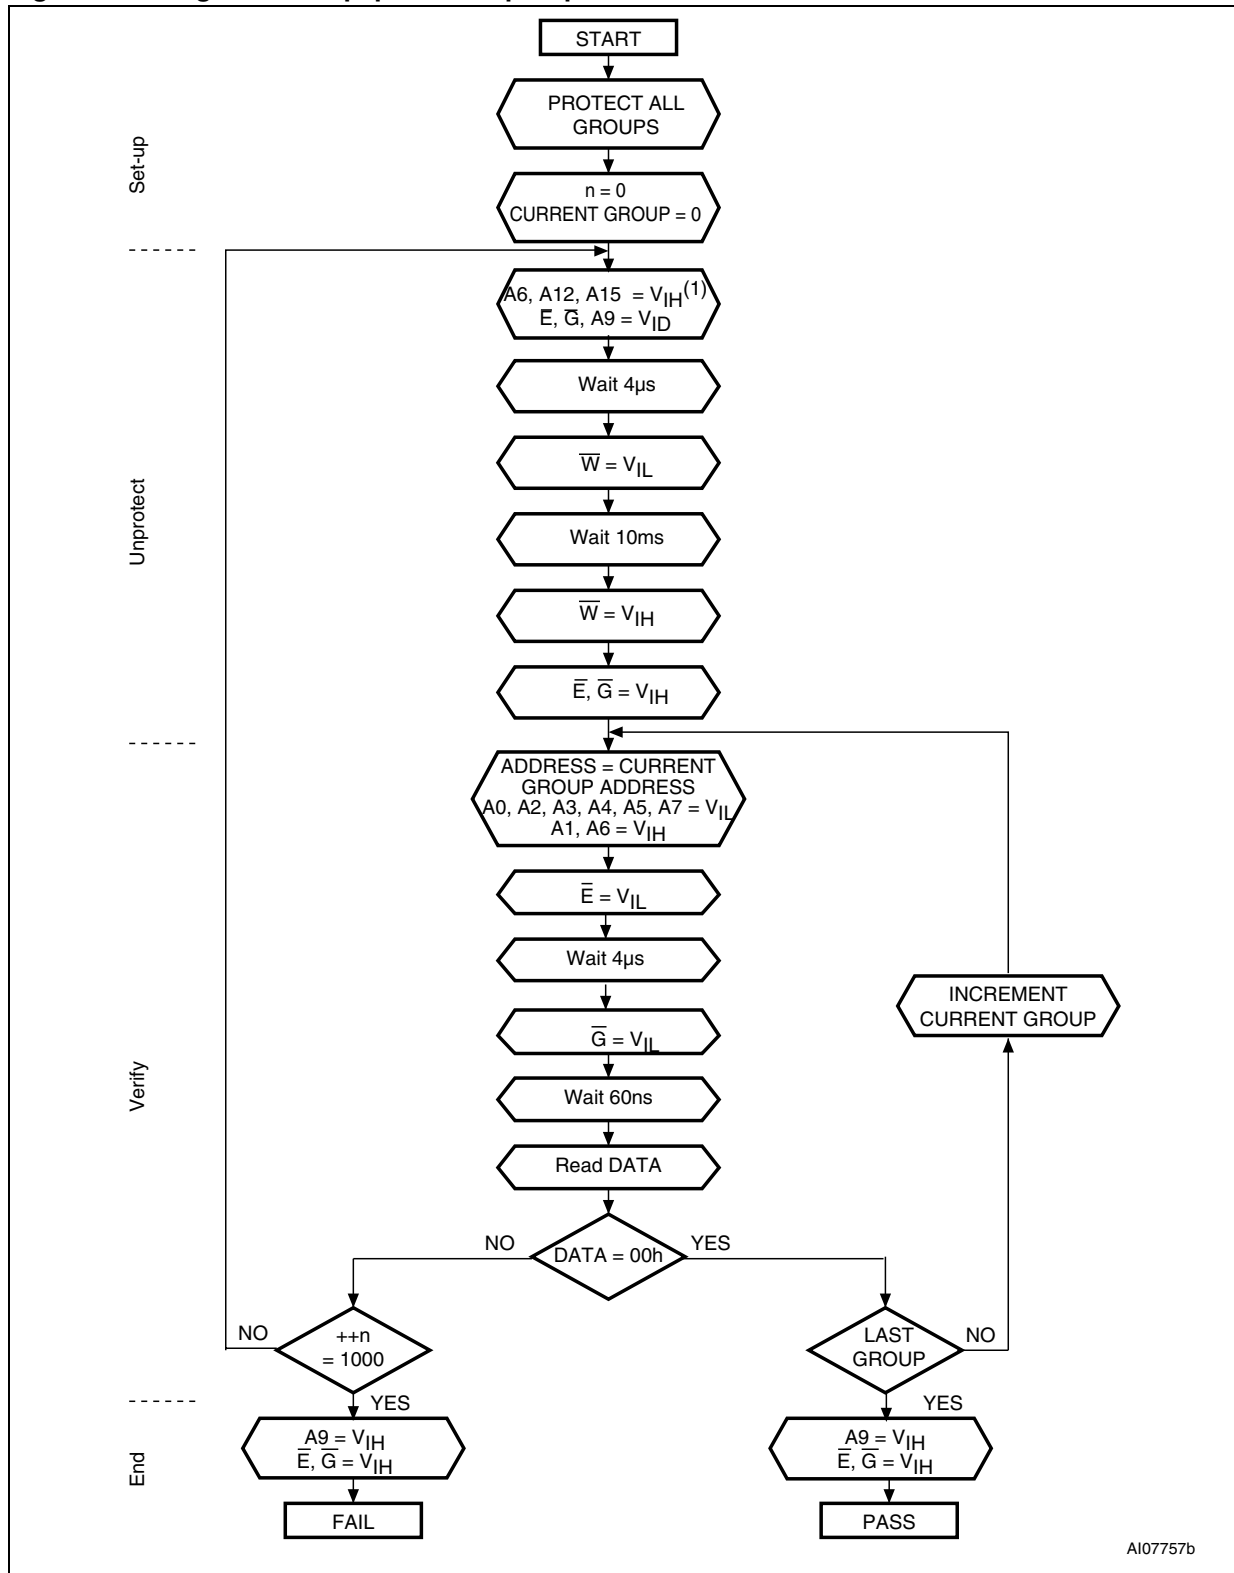 START
PROTECT ALL
GROUPS
Set-up
n = 0
CURRENT GROUP = 0
A6, A12, A15 = VIH(1)
E̅, G̅, A9 = VID
Wait 4µs
W̅ = VIL
Unprotect
Wait 10ms
W̅ = VIH
E̅, G̅ = VIH
ADDRESS = CURRENT
GROUP ADDRESS
A0, A2, A3, A4, A5, A7 = VIL
A1, A6 = VIH
E̅ = VIL
Wait 4µs
INCREMENT
CURRENT GROUP
G̅ = VIL
Verify
Wait 60ns
Read DATA
NO
DATA = 00h
YES
NO
++n
= 1000
LAST
GROUP
NO
YES
YES
End
A9 = VIH
E̅, G̅ = VIH
A9 = VIH
E̅, G̅ = VIH
FAIL
PASS
AI07757b